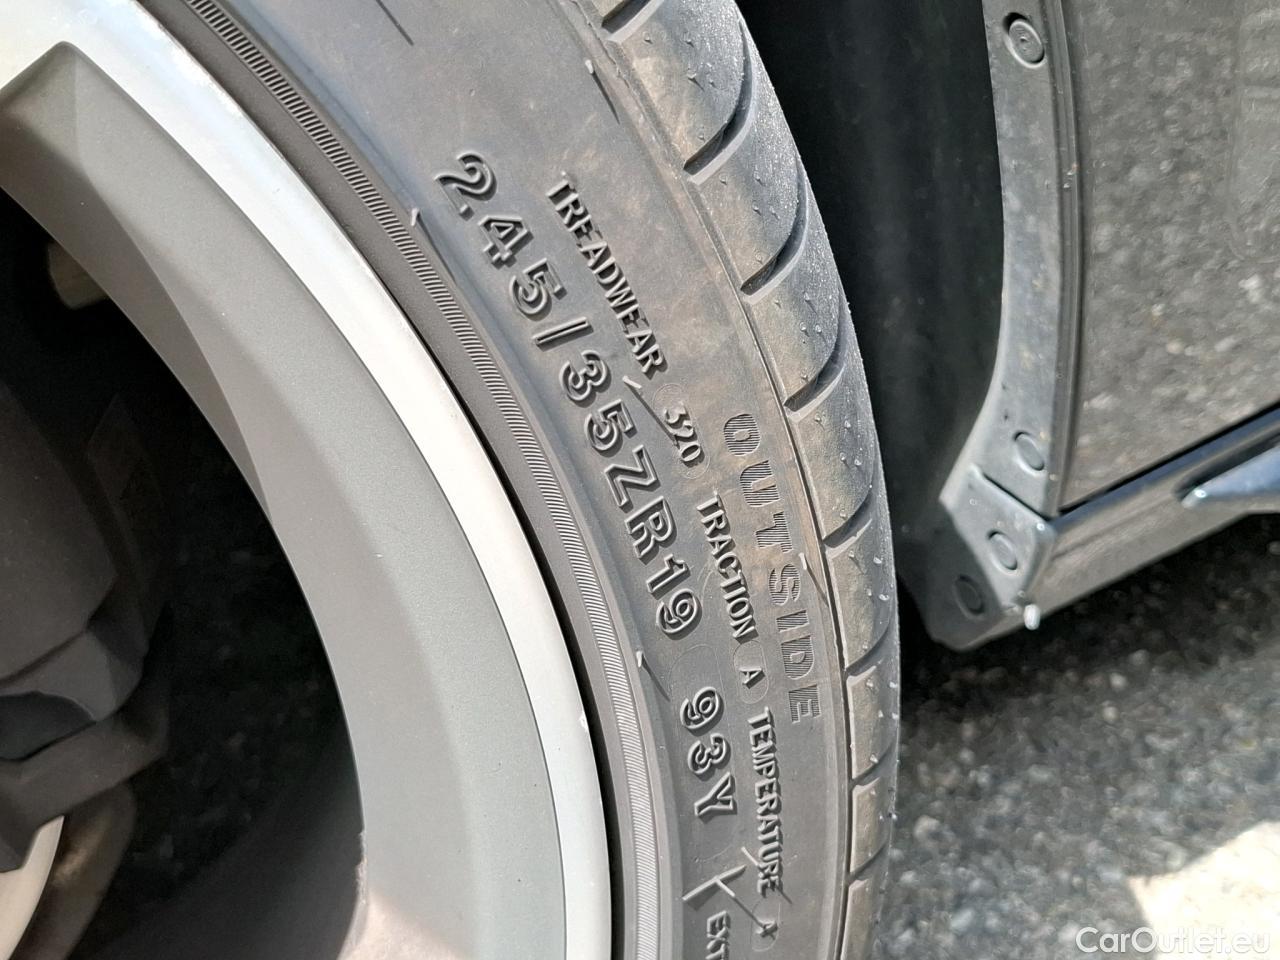 245/35ZR19 93Y
TREADWEAR 320 TRACTION A TEMPERATURE A
OUTSIDE
CarOutlet.eu